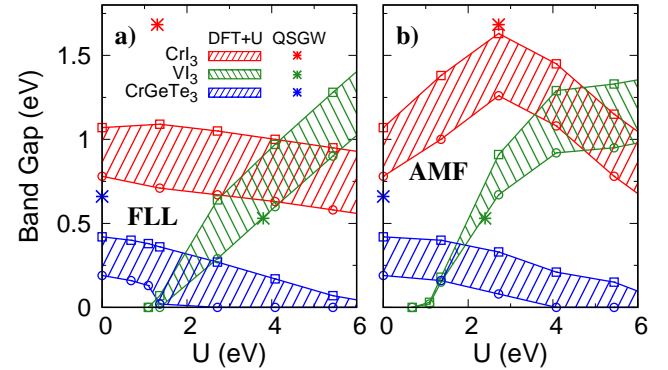 a) DFT+U QSGW
CrI3
VI3
CrGeTe3
FLL
b)
AMF
Band Gap (eV)
1.5
1
0.5
0
0 2 4 6
0 2 4 6
U (eV)
U (eV)